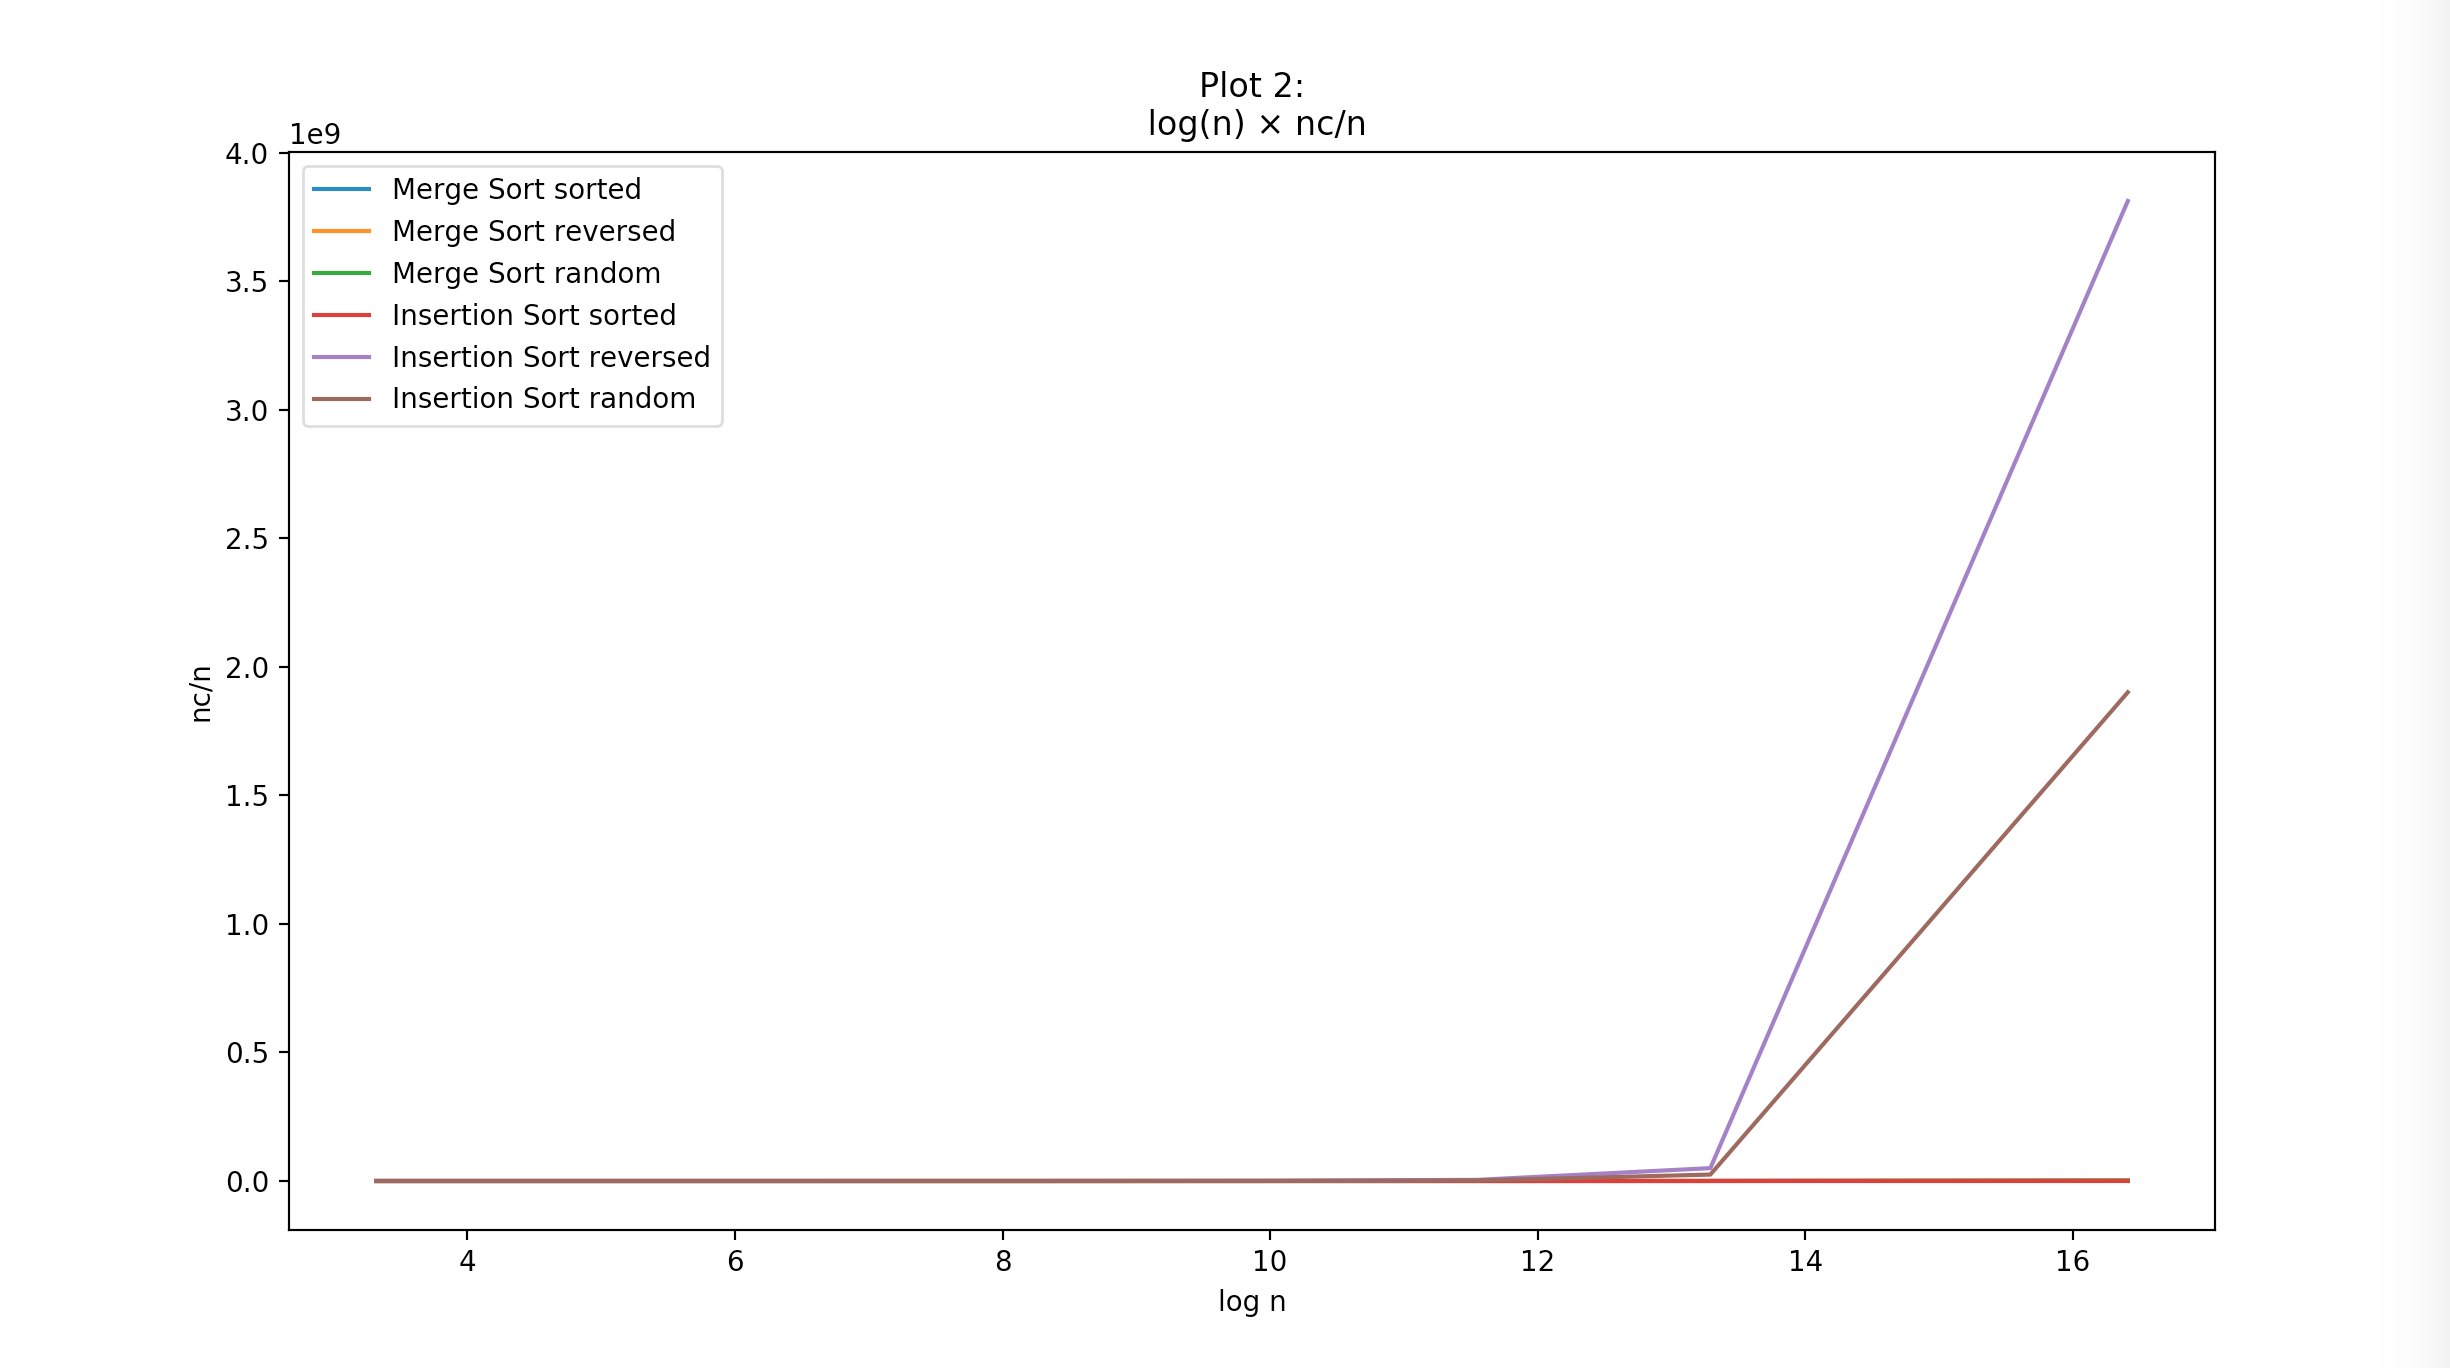 Plot 2:
log(n) × nc/n
1e9
4.0
3.5
3.0
2.5
2.0
1.5
1.0
0.5
0.0
nc/n
Merge Sort sorted
Merge Sort reversed
Merge Sort random
Insertion Sort sorted
Insertion Sort reversed
Insertion Sort random
4 6 8 10 12 14 16
log n